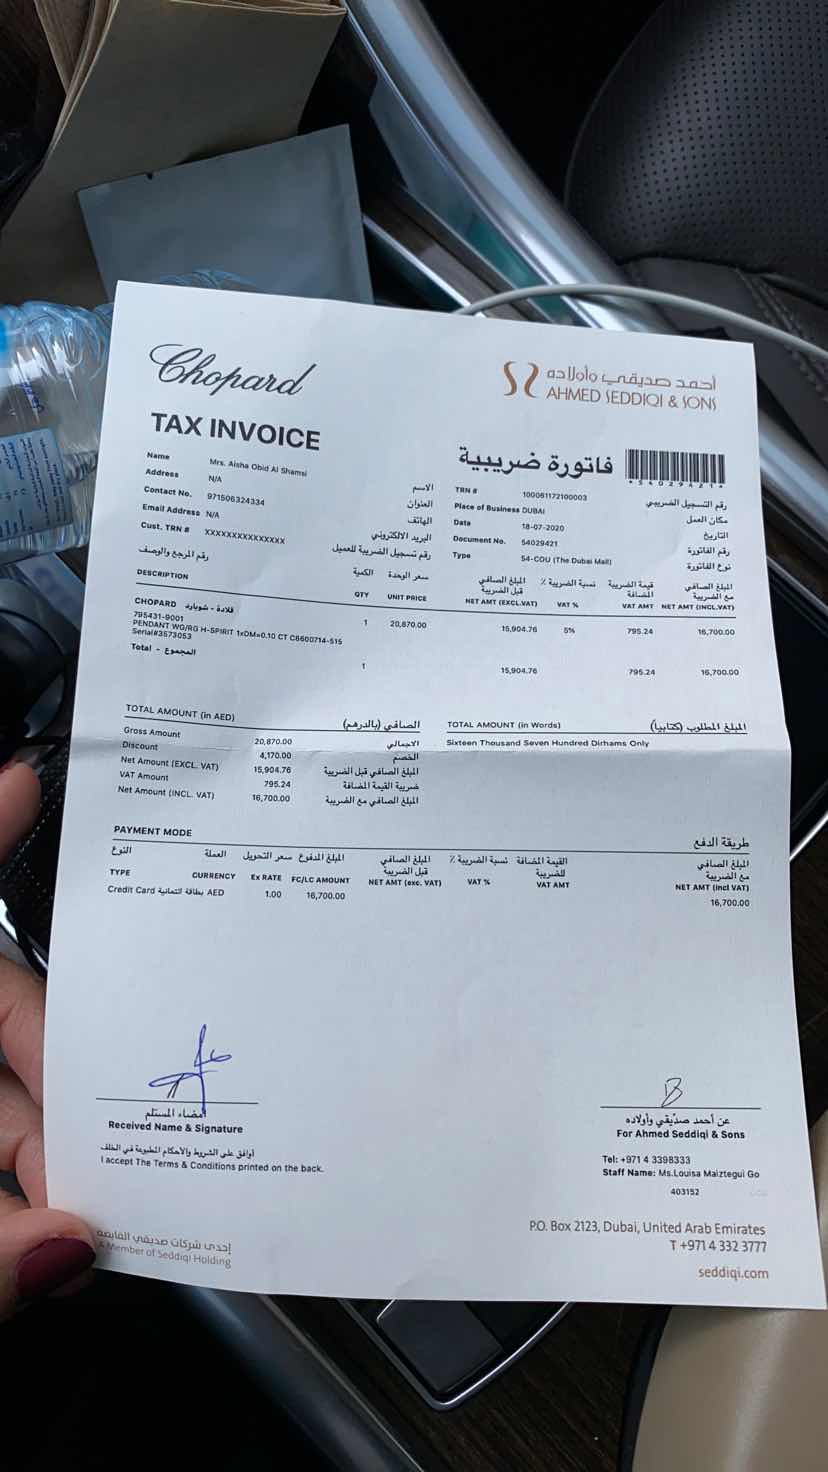 Chopard
أحمد صديقي وأولاده
AHMED SEDDIQI & SONS
TAX INVOICE
فاتورة ضريبية
*54029421*
Name Mrs. Aisha Obid Al Shamsi الاسم
Address N/A العنوان
Contact No. 971506324334 الهاتف
Email Address N/A البريد الالكتروني
Cust. TRN # XXXXXXXXXXXXXXX رقم تسجيل الضريبة للعميل
TRN # 100061172100003 رقم التسجيل الضريبي
Place of Business DUBAI مكان العمل
Date 18-07-2020 التاريخ
Document No. 54029421 رقم الفاتورة
Type 54-COU (The Dubai Mall) نوع الفاتورة
رقم المرجع والوصف الكمية سعر الوحدة المبلغ الصافي قبل الضريبة نسبة الضريبة ٪ قيمة الضريبة المضافة المبلغ الصافي مع الضريبة
DESCRIPTION QTY UNIT PRICE NET AMT (EXCL.VAT) VAT % VAT AMT NET AMT (INCL.VAT)
CHOPARD قلادة - شوبارد 1 20,870.00 15,904.76 5% 795.24 16,700.00
795431-9001
PENDANT WG/RG H-SPIRIT 1xDM=0.10 CT C8600714-515
Serial#3573053
Total - المجموع 1 15,904.76 795.24 16,700.00
TOTAL AMOUNT (in AED) الصافي (بالدرهم)
Gross Amount 20,870.00 الاجمالي
Discount 4,170.00 الخصم
Net Amount (EXCL. VAT) 15,904.76 المبلغ الصافي قبل الضريبة
VAT Amount 795.24 ضريبة القيمة المضافة
Net Amount (INCL. VAT) 16,700.00 المبلغ الصافي مع الضريبة
TOTAL AMOUNT (in Words) المبلغ المطلوب (كتابيا)
Sixteen Thousand Seven Hundred Dirhams Only
PAYMENT MODE طريقة الدفع
النوع العملة سعر التحويل المبلغ المدفوع المبلغ الصافي قبل الضريبة نسبة الضريبة ٪ القيمة المضافة للضريبة المبلغ الصافي مع الضريبة
TYPE CURRENCY Ex RATE FC/LC AMOUNT NET AMT (exc. VAT) VAT % VAT AMT NET AMT (incl VAT)
Credit Card بطاقة ائتمانية AED 1.00 16,700.00 16,700.00
إمضاء المستلم
Received Name & Signature
أوافق على الشروط والأحكام المطبوعة في الخلف
I accept The Terms & Conditions printed on the back.
عن أحمد صدّيقي وأولاده
For Ahmed Seddiqi & Sons
Tel: +971 4 3398333
Staff Name: Ms.Louisa Maiztegui Go
403152
إحدى شركات صديقي القابضة
A Member of Seddiqi Holding
P.O. Box 2123, Dubai, United Arab Emirates
T +971 4 332 3777
seddiqi.com